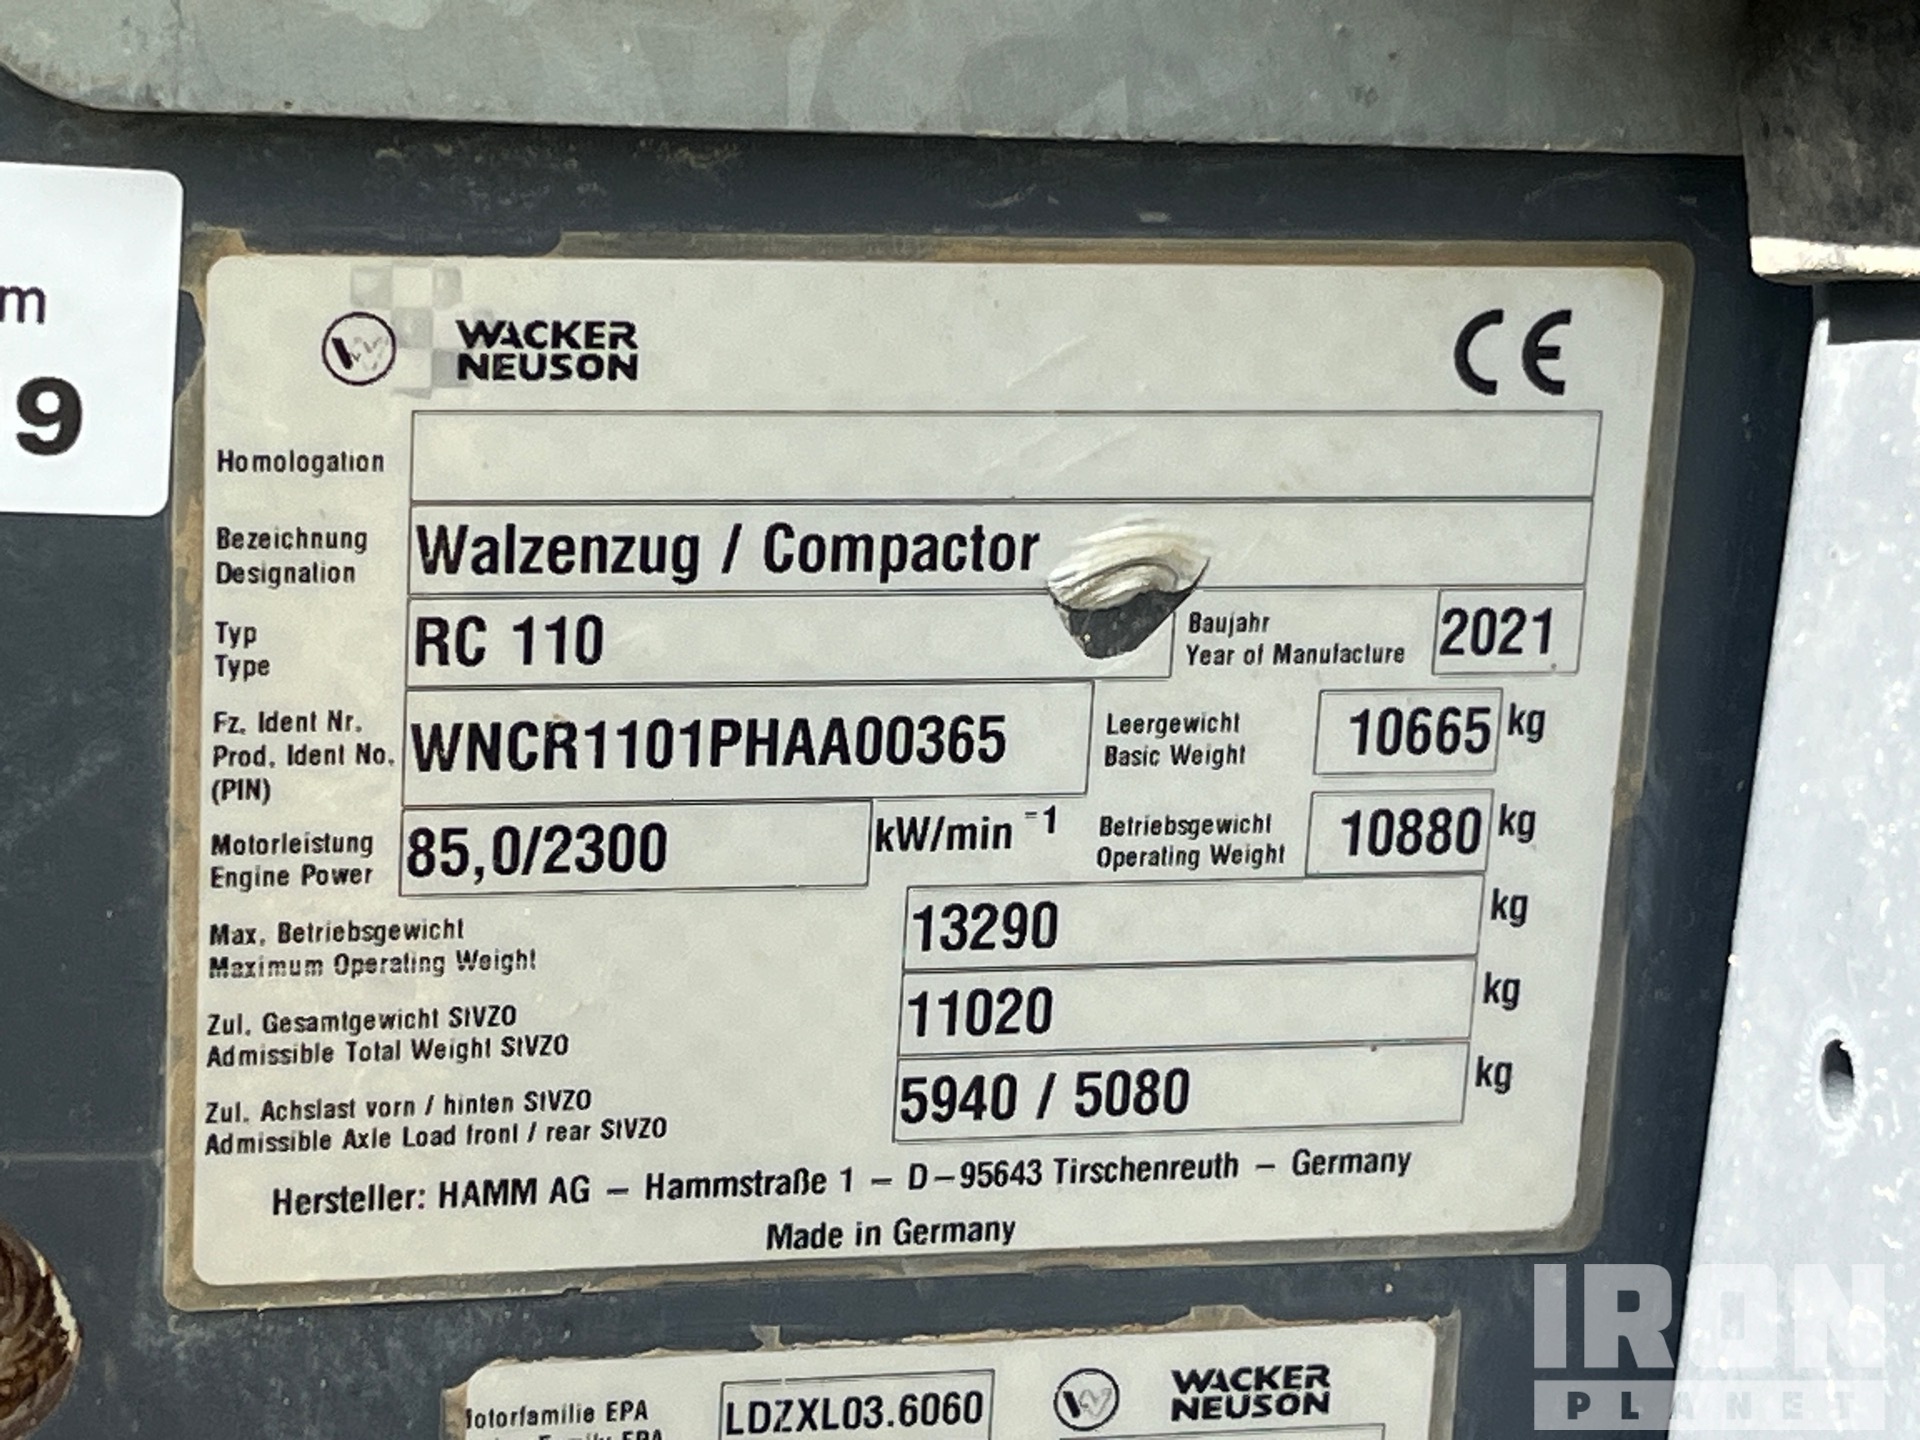 m
9
WACKER
NEUSON
CE
Homologation
Bezeichnung
Designation
Walzenzug / Compactor
Typ
Type
RC 110
Baujahr
Year of Manufacture
2021
Fz. Ident Nr.
Prod. Ident No.
(PIN)
WNCR1101PHAA00365
Leergewicht
Basic Weight
10665 kg
Motorleistung
Engine Power
85,0/2300 kW/min⁻¹
Betriebsgewicht
Operating Weight
10880 kg
Max. Betriebsgewicht
Maximum Operating Weight
13290 kg
Zul. Gesamtgewicht StVZO
Admissible Total Weight StVZO
11020 kg
Zul. Achslast vorn / hinten StVZO
Admissible Axle Load front / rear StVZO
5940 / 5080 kg
Hersteller: HAMM AG – Hammstraße 1 – D-95643 Tirschenreuth – Germany
Made in Germany
Motorfamilie EPA
LDZXL03.6060
WACKER
NEUSON
IRON
PLANET